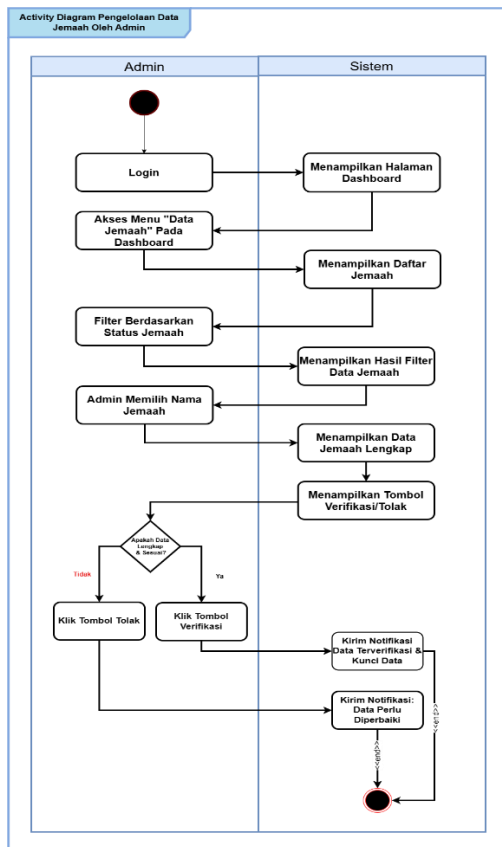 Activity Diagram Pengelolaan Data
Jemaah Oleh Admin
Admin
Sistem
Login
Menampilkan Halaman
Dashboard
Akses Menu "Data
Jemaah" Pada
Dashboard
Menampilkan Daftar
Jemaah
Filter Berdasarkan
Status Jemaah
Menampilkan Hasil Filter
Data Jemaah
Admin Memilih Nama
Jemaah
Menampilkan Data
Jemaah Lengkap
Menampilkan Tombol
Verifikasi/Tolak
Apakah Data
Lengkap
& Sesuai?
Tidak
Ya
Klik Tombol Tolak
Klik Tombol
Verifikasi
Kirim Notifikasi
Data Terverifikasi &
Kunci Data
Kirim Notifikasi:
Data Perlu
Diperbaiki